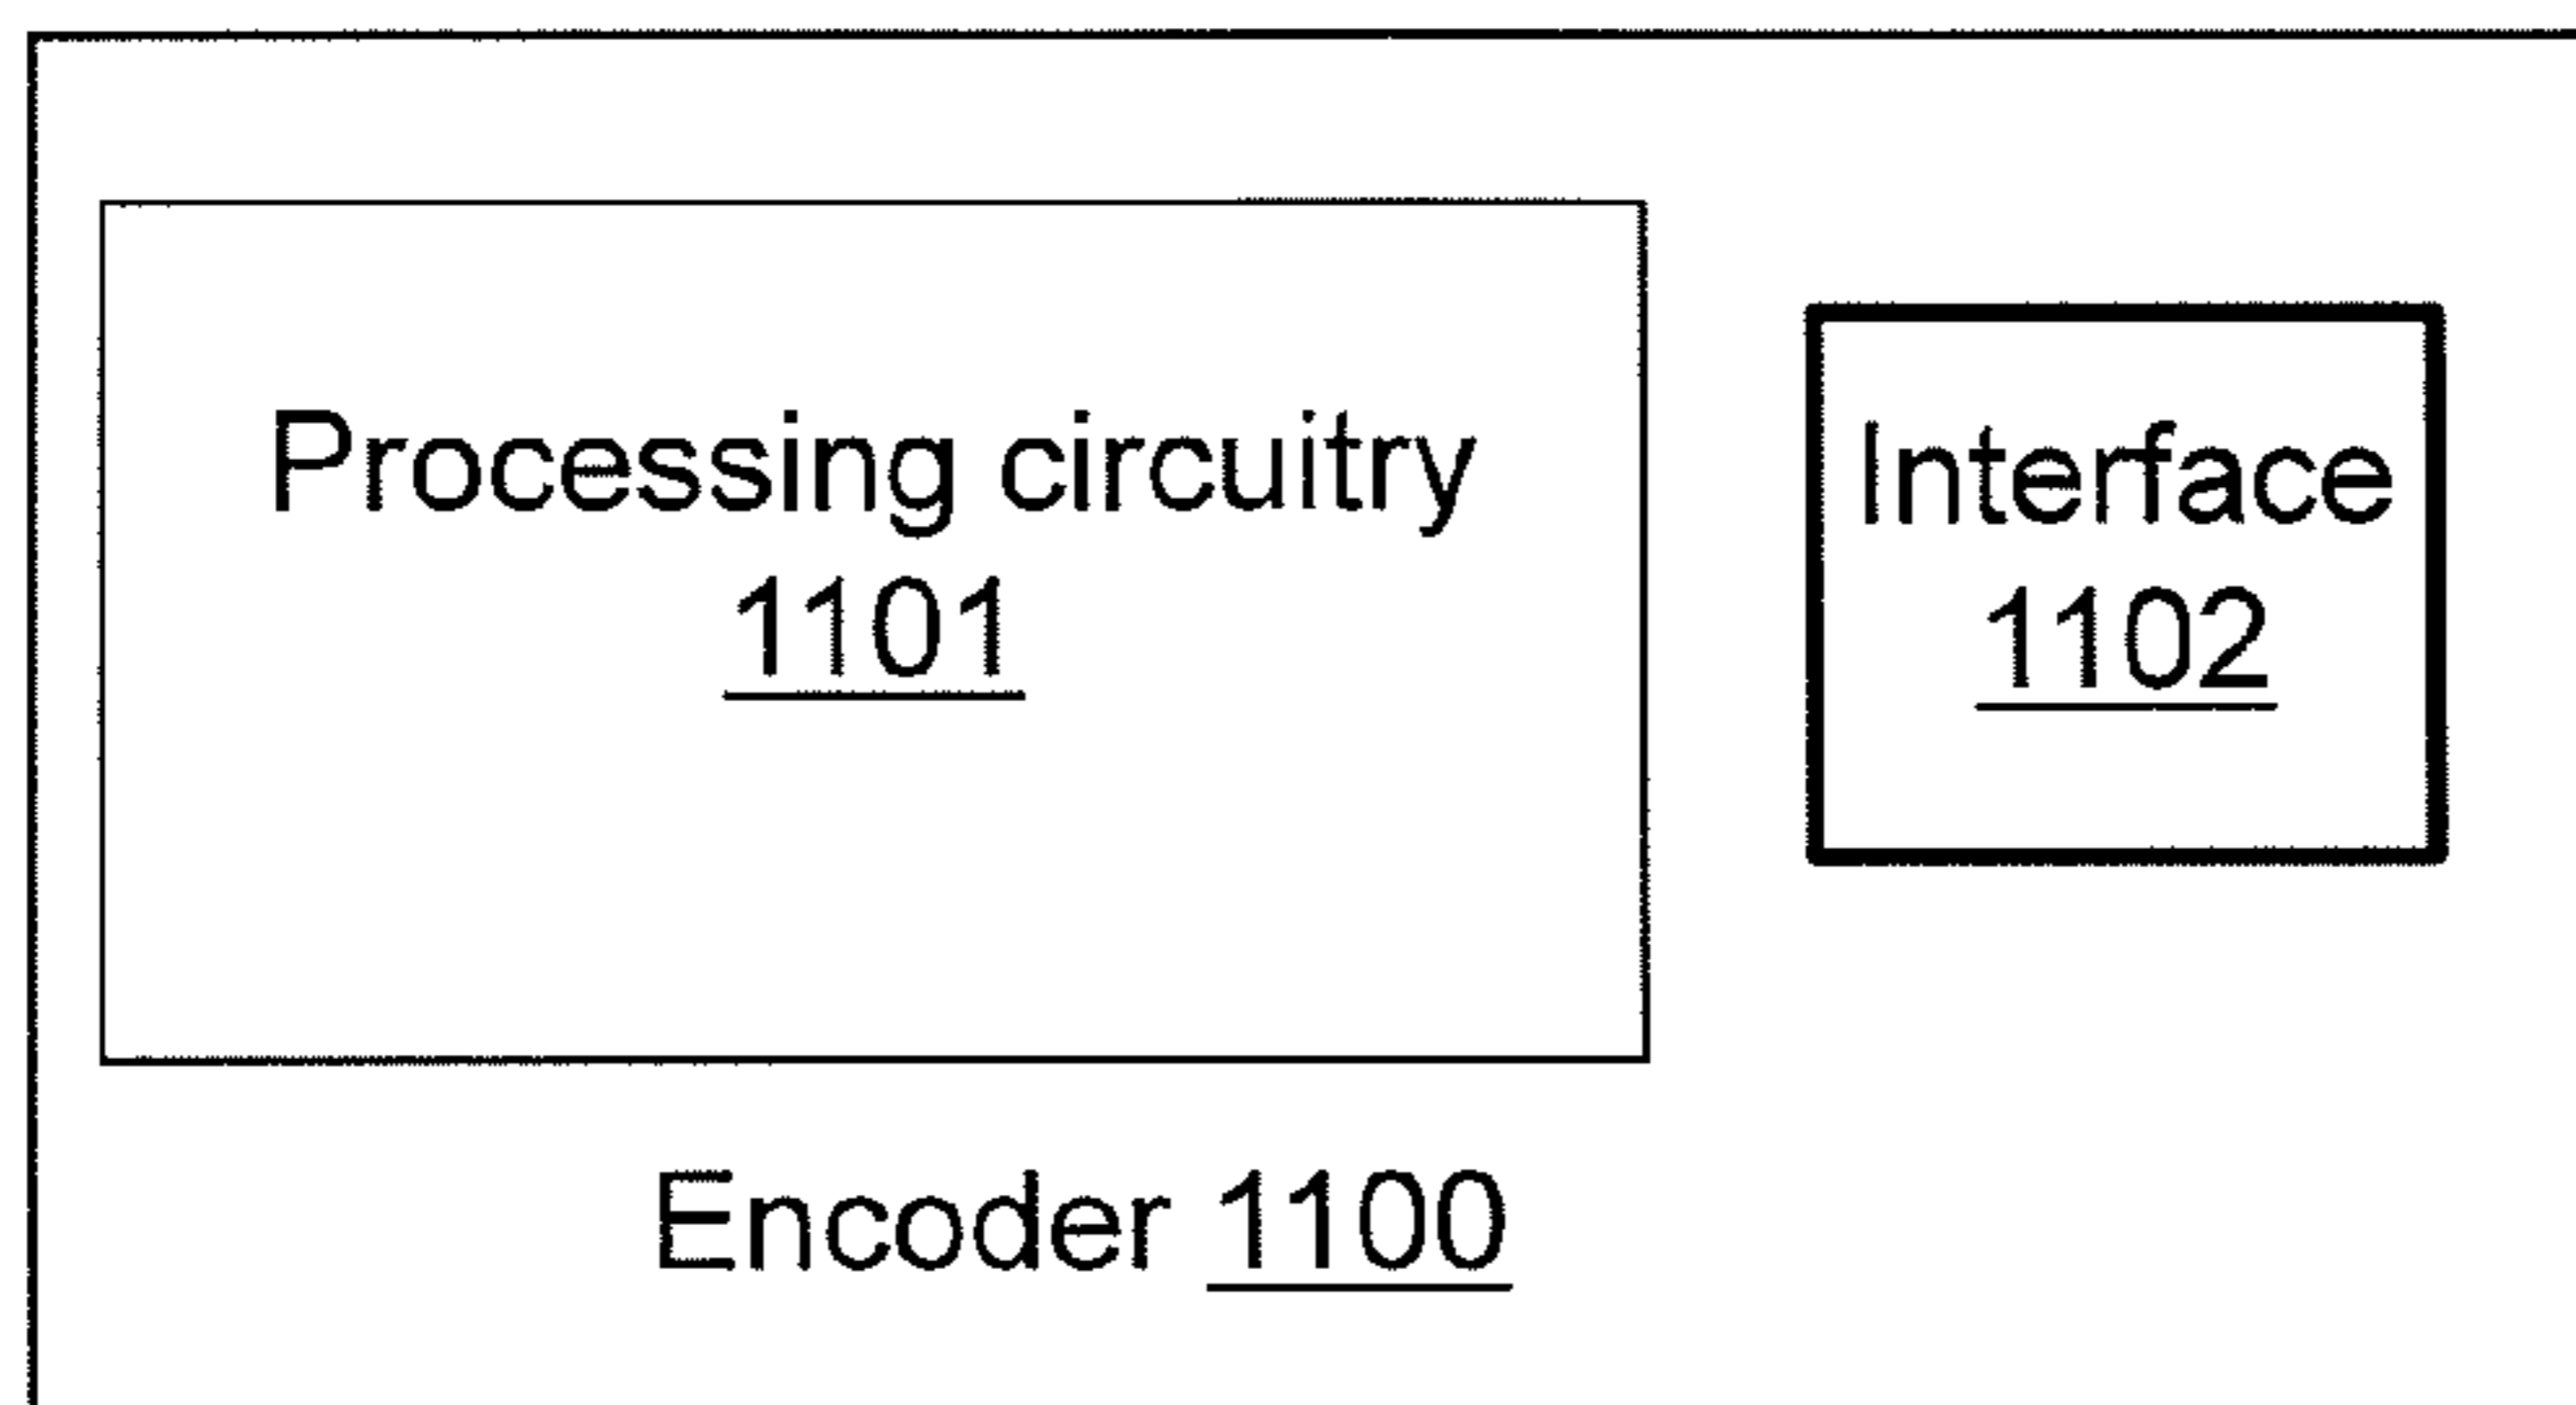 Processing circuitry
1101
Interface
1102
Encoder 1100